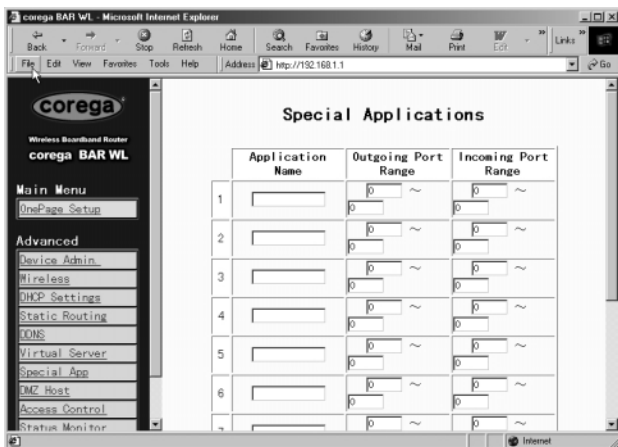 corega BAR WL - Microsoft Internet Explorer
Back Forward Stop Refresh Home Search Favorites History Mail Print Edit Links
File Edit View Favorites Tools Help Address http://192.168.1.1 Go
corega
Wireless Boardband Router
corega BAR WL
Main Menu
OnePage Setup
Advanced
Device Admin.
Wireless
DHCP Settings
Static Routing
DDNS
Virtual Server
Special App
DMZ Host
Access Control
Status Monitor
Special Applications
Application Name Outgoing Port Range Incoming Port Range
1 0 ~ 0 0 ~ 0
2 0 ~ 0 0 ~ 0
3 0 ~ 0 0 ~ 0
4 0 ~ 0 0 ~ 0
5 0 ~ 0 0 ~ 0
6 0 ~ 0 0 ~ 0
7 0 ~ 0 ~
Internet